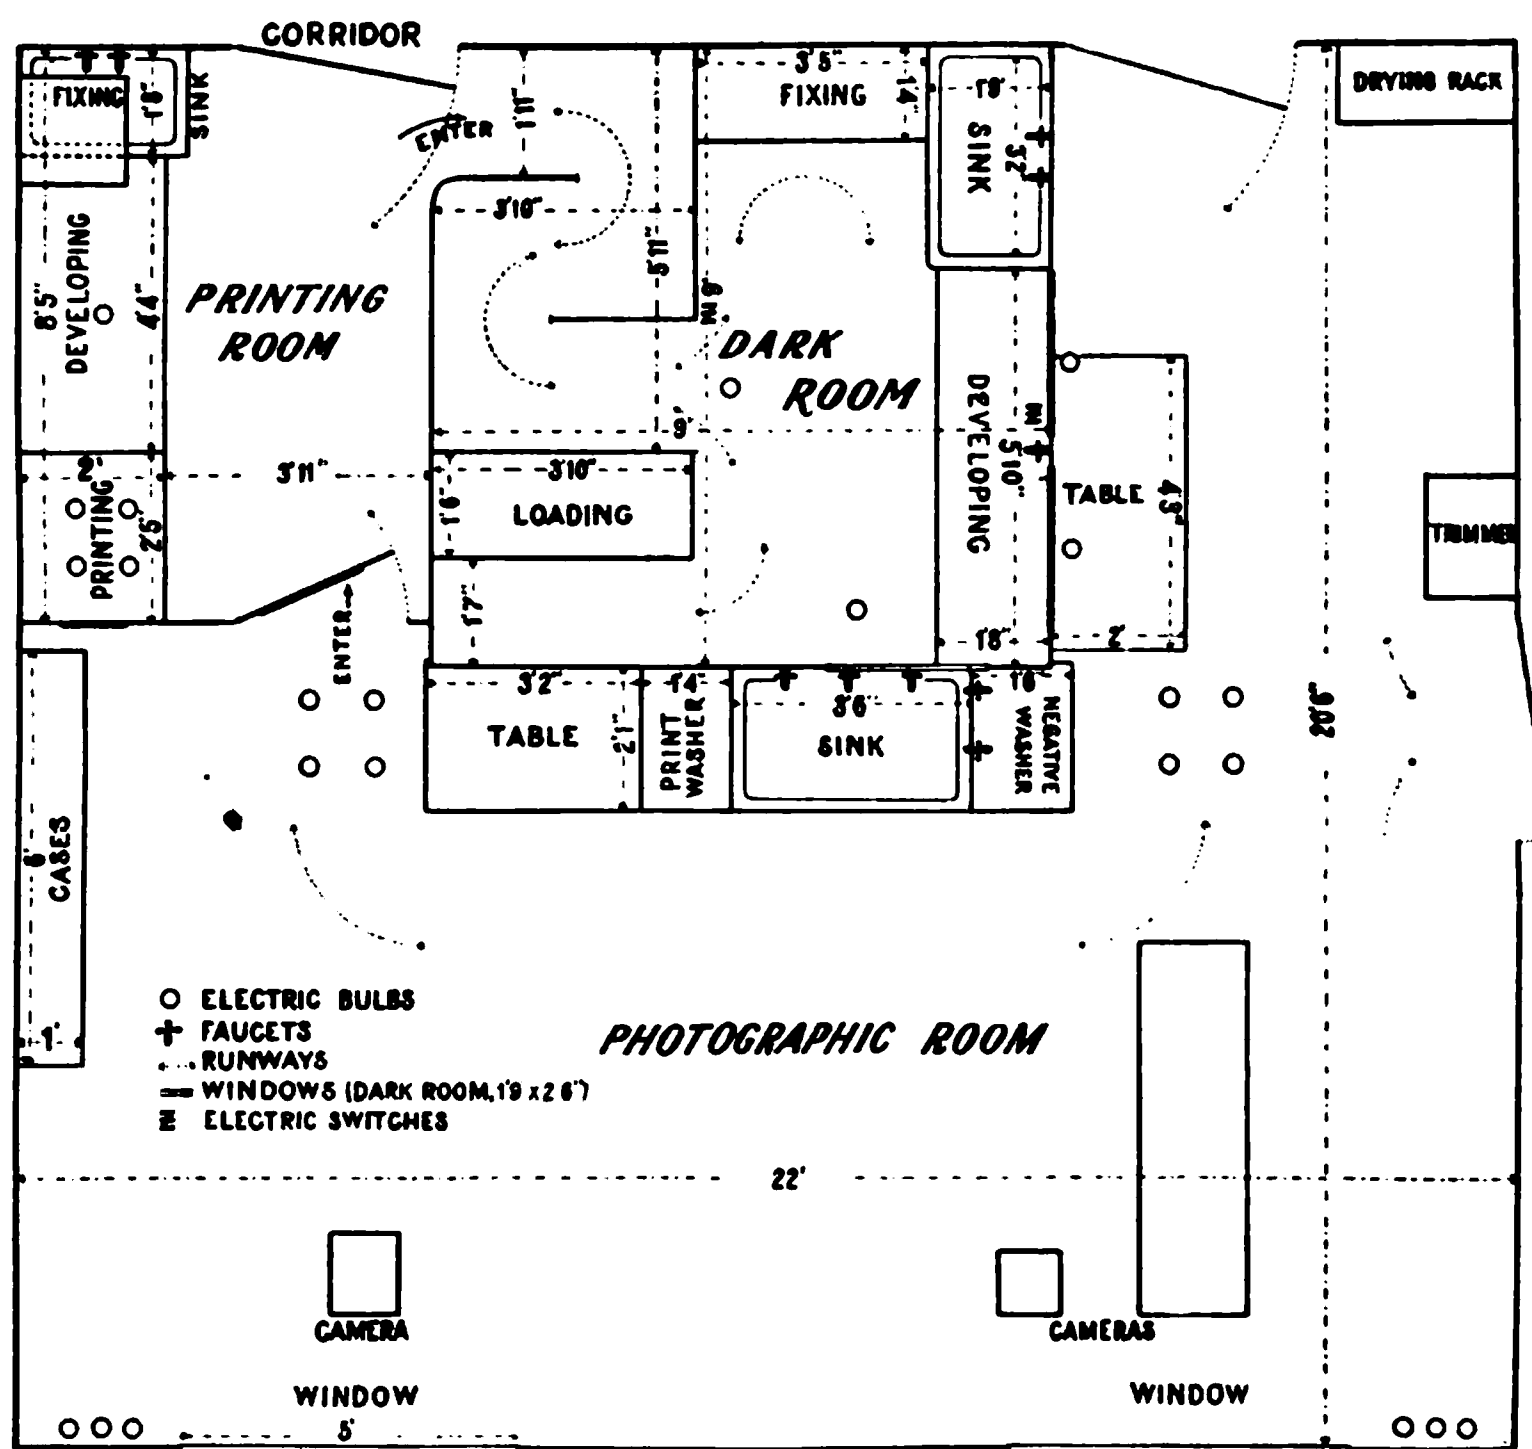 CORRIDOR
FIXING
1'8"
SINK
ENTER
1'11"
3'5"
FIXING
1'4"
1'9"
SINK
3'2"
DRYING RACK
8'5"
DEVELOPING
4'4"
PRINTING
ROOM
3'10"
5'11"
DARK
ROOM
9'
DEVELOPING
5'10"
TABLE
4'9"
2'
PRINTING
2'5"
3'11"
3'10"
1'6"
LOADING
TRIMMER
1'7"
ENTER
1'8"
2'
3'2"
TABLE
2'1"
1'4"
PRINT
WASHER
3'6"
SINK
1'6"
NEGATIVE
WASHER
20'6"
6'
CASES
1'
ELECTRIC BULBS
FAUCETS
RUNWAYS
WINDOWS (DARK ROOM, 1'9 x 2 6")
ELECTRIC SWITCHES
PHOTOGRAPHIC ROOM
22'
CAMERA
CAMERAS
WINDOW
WINDOW
5'